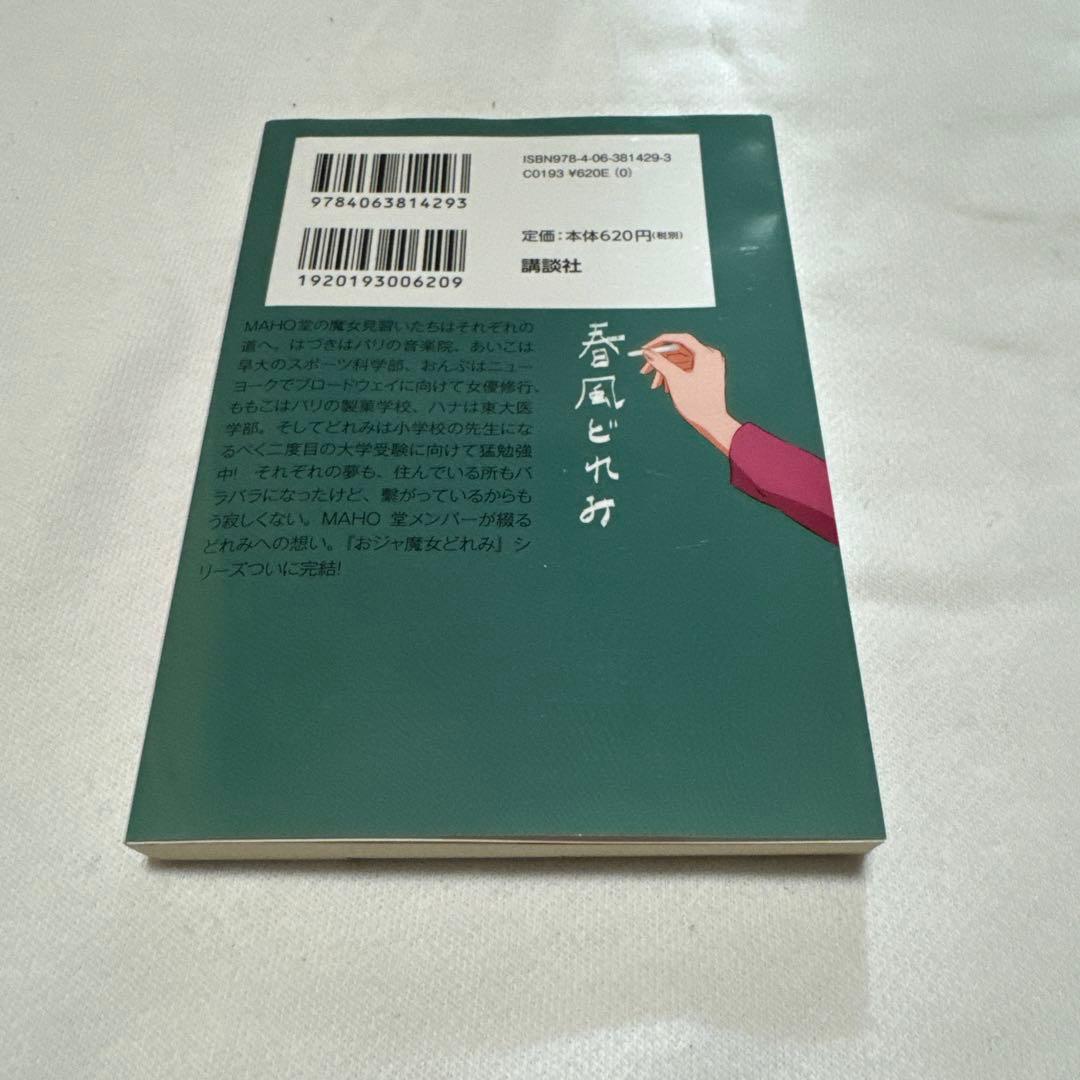 9784063814293
1920193006209
ISBN978-4-06-381429-3
C0193 ¥620E (0)
定価:本体620円(税別)
講談社
MAHO堂の魔女見習いたちはそれぞれの
道へ。はづきはパリの音楽院、あいこは
早大のスポーツ科学部、おんぷはニュー
ヨークでブロードウェイに向けて女優修行、
ももこはパリの製菓学校、ハナは東大医
学部。そしてどれみは小学校の先生にな
るべく二度目の大学受験に向けて猛勉強
中! それぞれの夢も、住んでいる所もバ
ラバラになったけど、繋がっているからも
う寂しくない。MAHO 堂メンバーが綴る
どれみへの想い。『おジャ魔女どれみ』シ
リーズついに完結!
春風どれみ